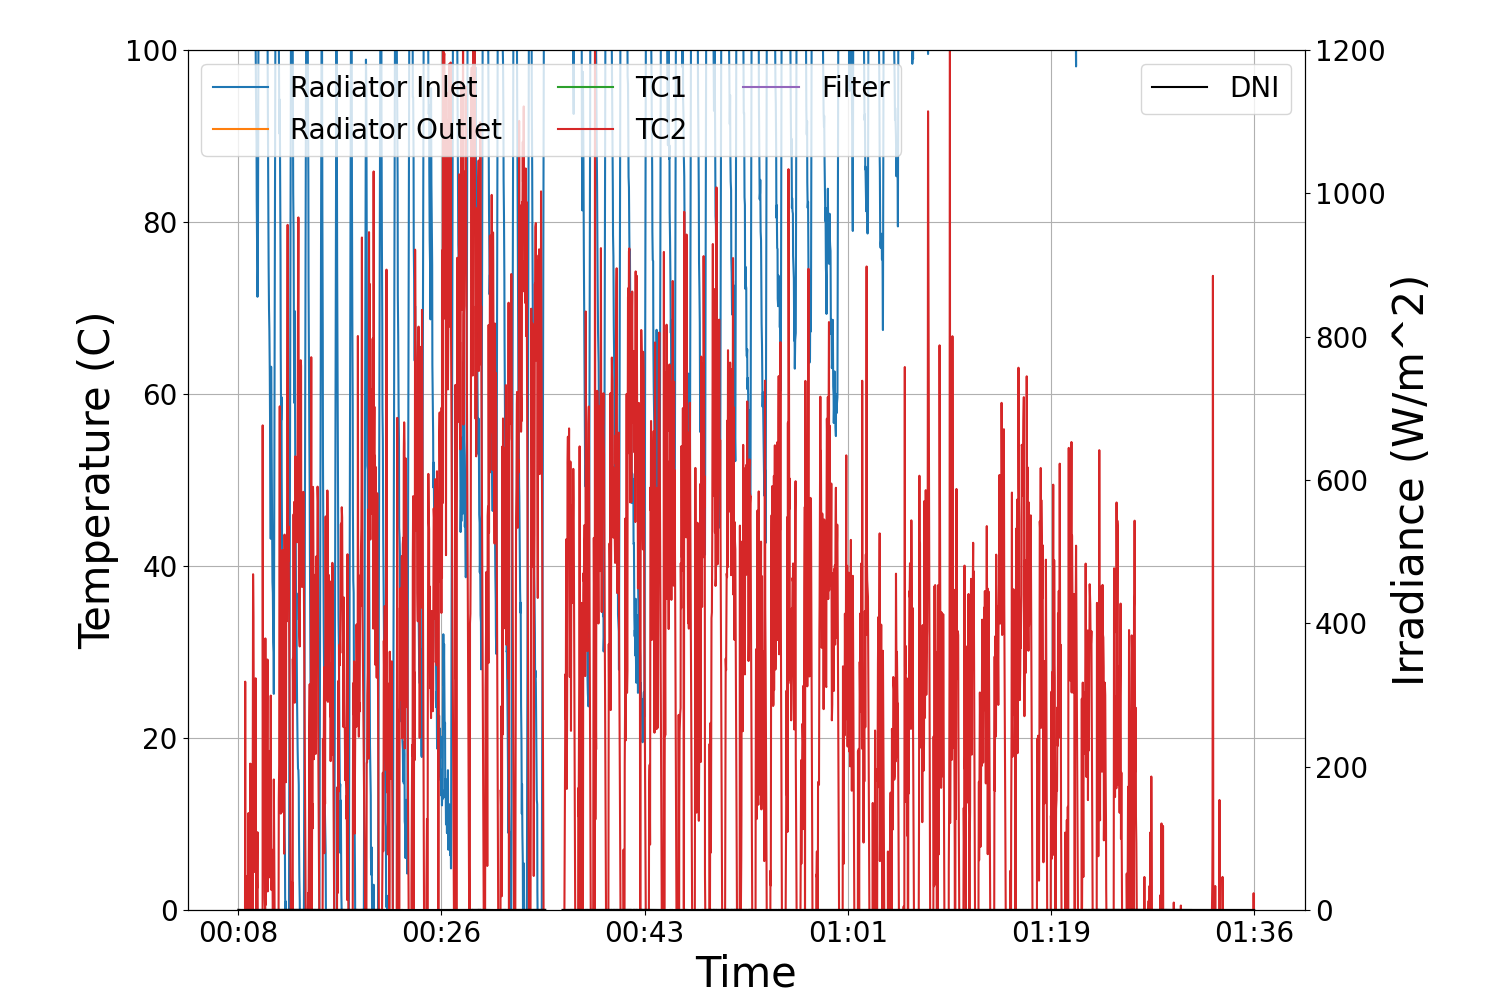 100
80
60
40
20
0
Temperature (C)
Radiator Inlet
Radiator Outlet
TC1
TC2
Filter
DNI
1200
1000
800
600
400
200
0
Irradiance (W/m^2)
00:08
00:26
00:43
01:01
01:19
01:36
Time